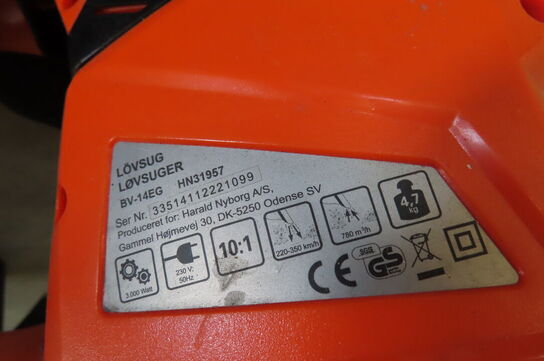 LÖVSUG
LØVSUGER
BV-14EG HN31957
Ser Nr. 33514112221099
Produceret for: Harald Nyborg A/S,
Gammel Højmevej 30, DK-5250 Odense SV
3.000 Watt
230 V:
50Hz
10:1
220-350 km/h
780 m³/h
4,7
kg
CE
GS